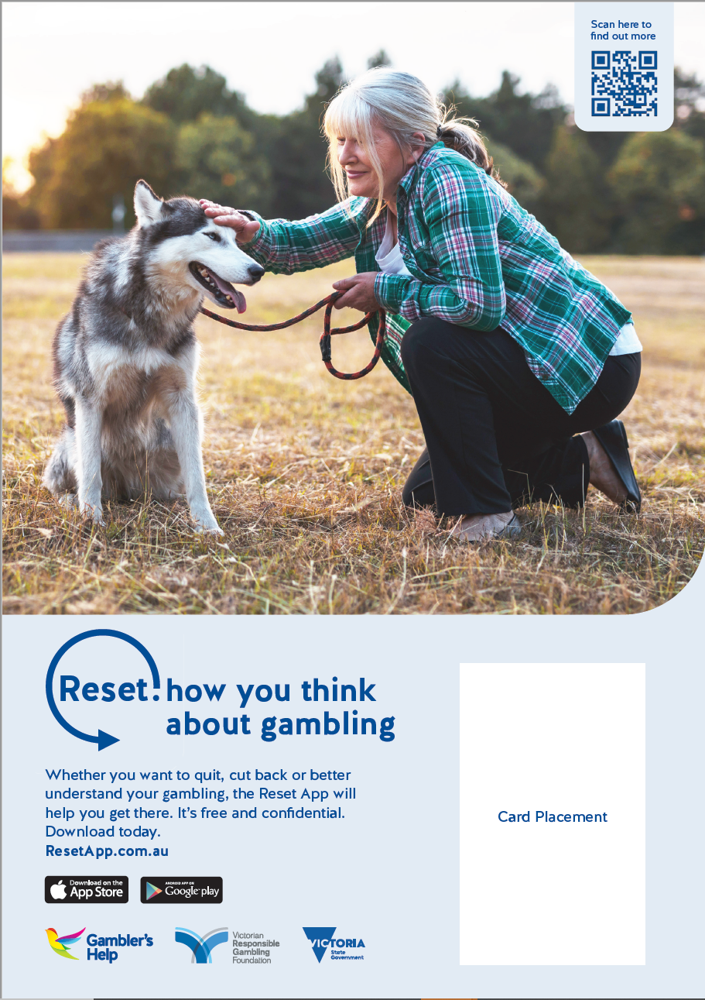 Scan here to
find out more
Reset.
how you think
about gambling
Whether you want to quit, cut back or better
understand your gambling, the Reset App will
help you get there. It's free and confidential.
Download today.
ResetApp.com.au
Card Placement
Download on the
App Store
ANDROID APP ON
Google play
Gambler's
Help
Victorian
Responsible
Gambling
Foundation
VICTORIA
State
Government